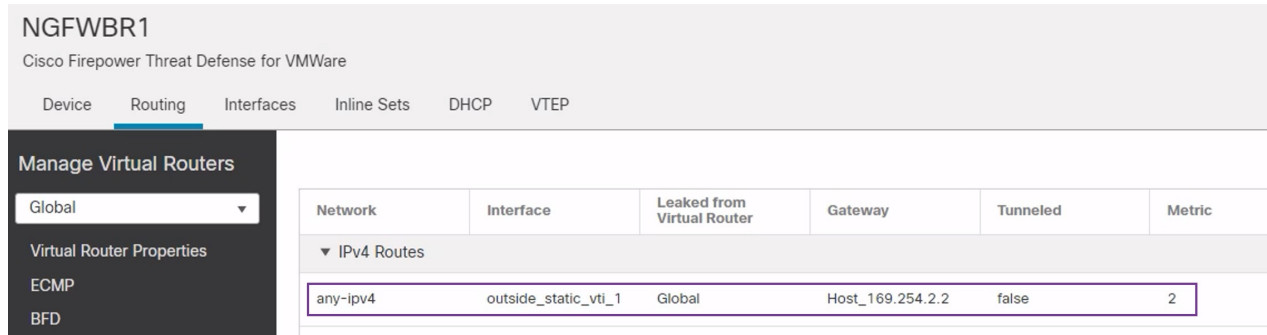 NGFWBR1
Cisco Firepower Threat Defense for VMWare
Device Routing Interfaces Inline Sets DHCP VTEP
Manage Virtual Routers
Global
Virtual Router Properties
ECMP
BFD
Network Interface Leaked from Virtual Router Gateway Tunneled Metric
IPv4 Routes
any-ipv4 outside_static_vti_1 Global Host_169.254.2.2 false 2